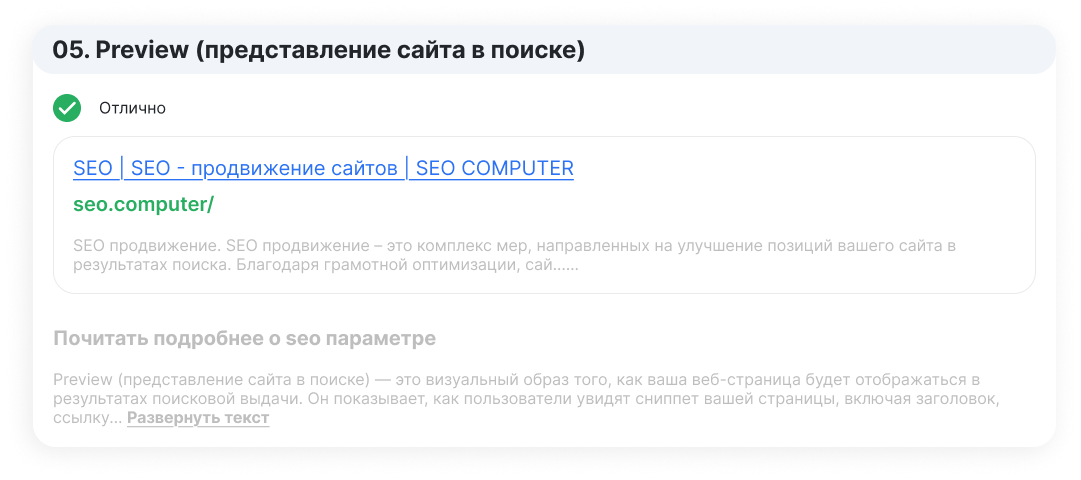 05. Preview (представление сайта в поиске)
Отлично
SEO | SEO - продвижение сайтов | SEO COMPUTER
seo.computer/
SEO продвижение. SEO продвижение – это комплекс мер, направленных на улучшение позиций вашего сайта в
результатах поиска. Благодаря грамотной оптимизации, сай......
Почитать подробнее о seo параметре
Preview (представление сайта в поиске) — это визуальный образ того, как ваша веб-страница будет отображаться в
результатах поисковой выдачи. Он показывает, как пользователи увидят сниппет вашей страницы, включая заголовок,
ссылку... Развернуть текст